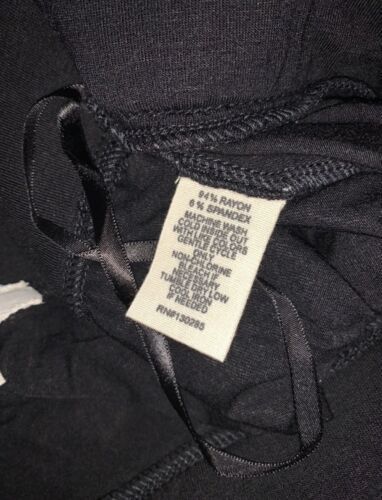 94% RAYON
6% SPANDEX
MACHINE WASH
COLD INSIDE OUT
WITH LIKE COLORS
GENTLE CYCLE
ONLY
NON-CHLORINE
BLEACH IF
NECESSARY
TUMBLE DRY LOW
COOL IRON
IF NEEDED
RN#130285